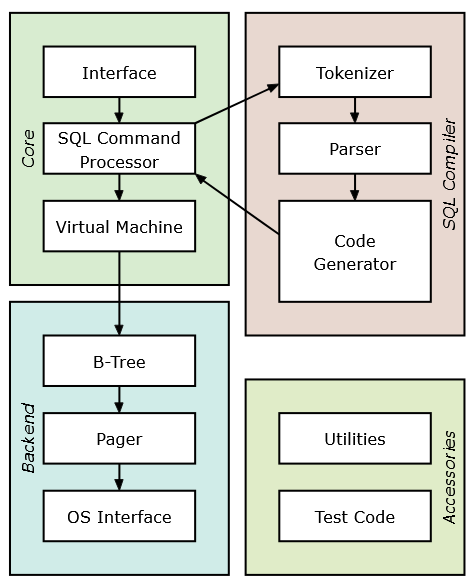 Core
Interface
SQL Command
Processor
Virtual Machine
SQL Compiler
Tokenizer
Parser
Code
Generator
Backend
B-Tree
Pager
OS Interface
Accessories
Utilities
Test Code